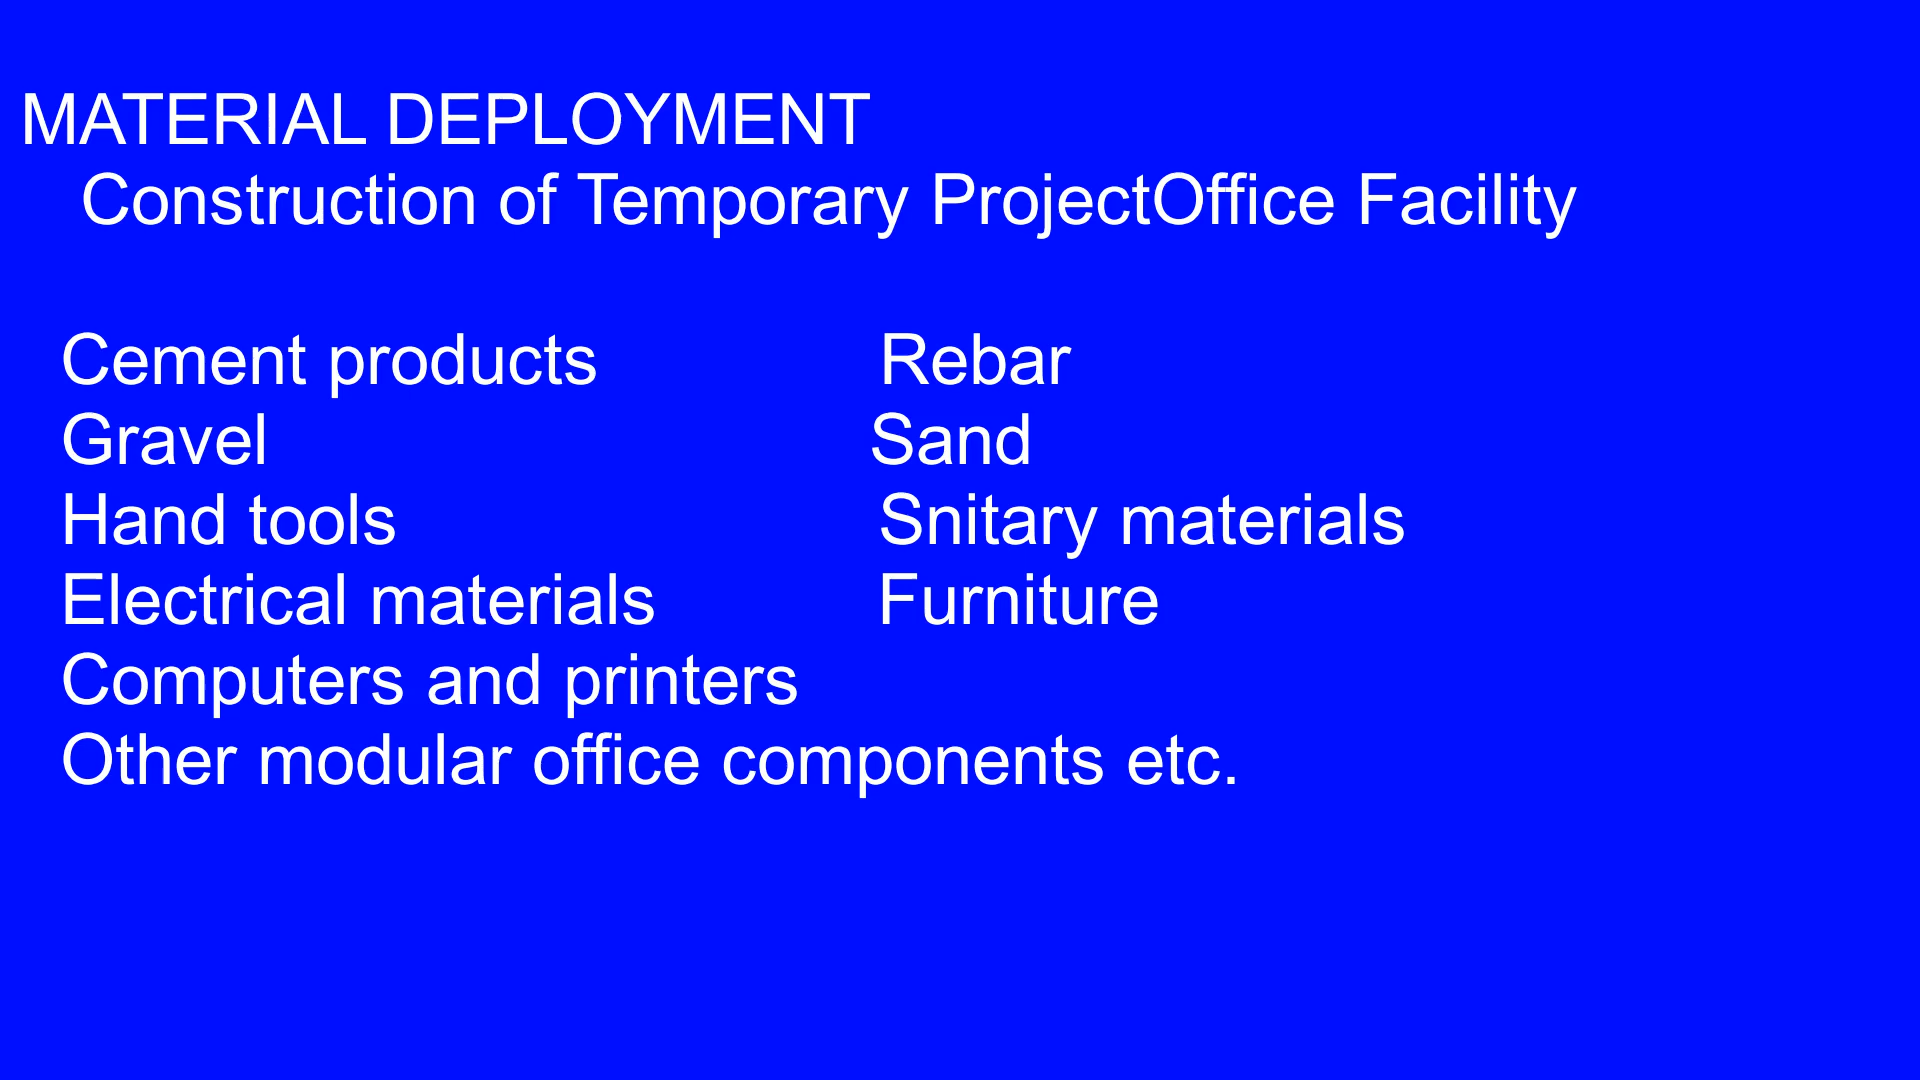 MATERIAL DEPLOYMENT
Construction of Temporary ProjectOffice Facility
Cement products Rebar
Gravel Sand
Hand tools Snitary materials
Electrical materials Furniture
Computers and printers
Other modular office components etc.